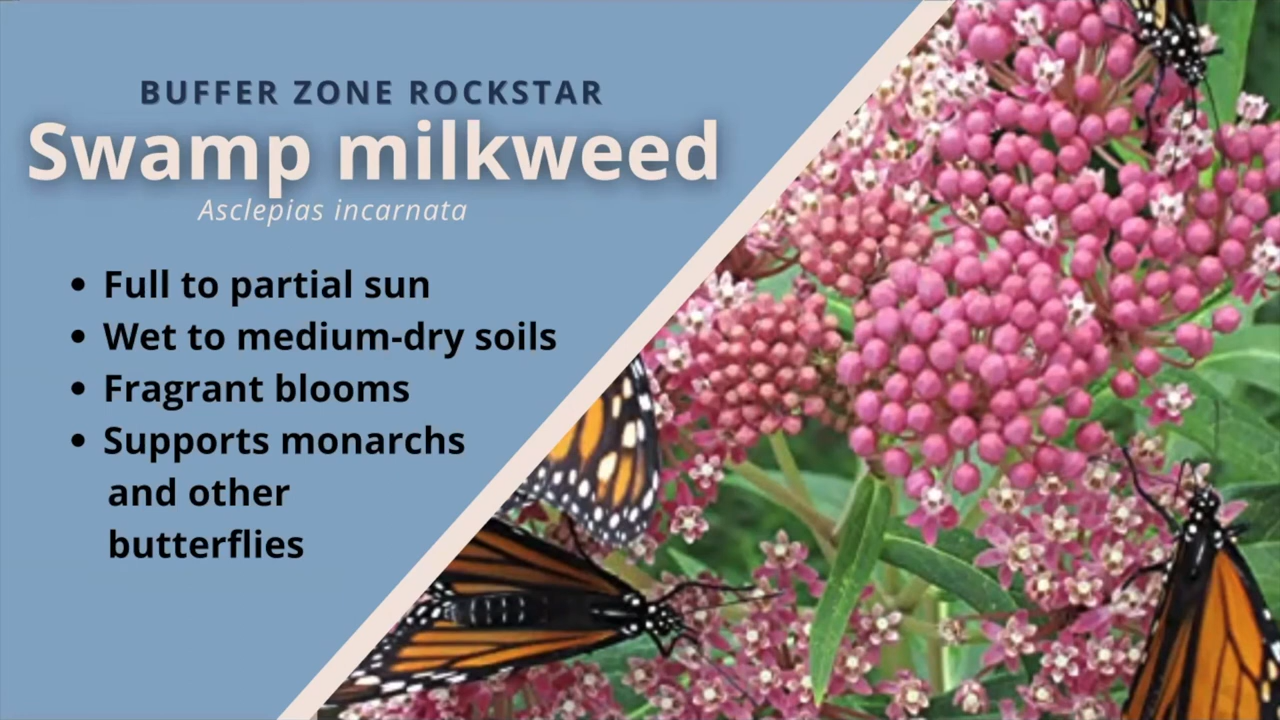 BUFFER ZONE ROCKSTAR
Swamp milkweed
Asclepias incarnata
• Full to partial sun
• Wet to medium-dry soils
• Fragrant blooms
• Supports monarchs
and other
butterflies